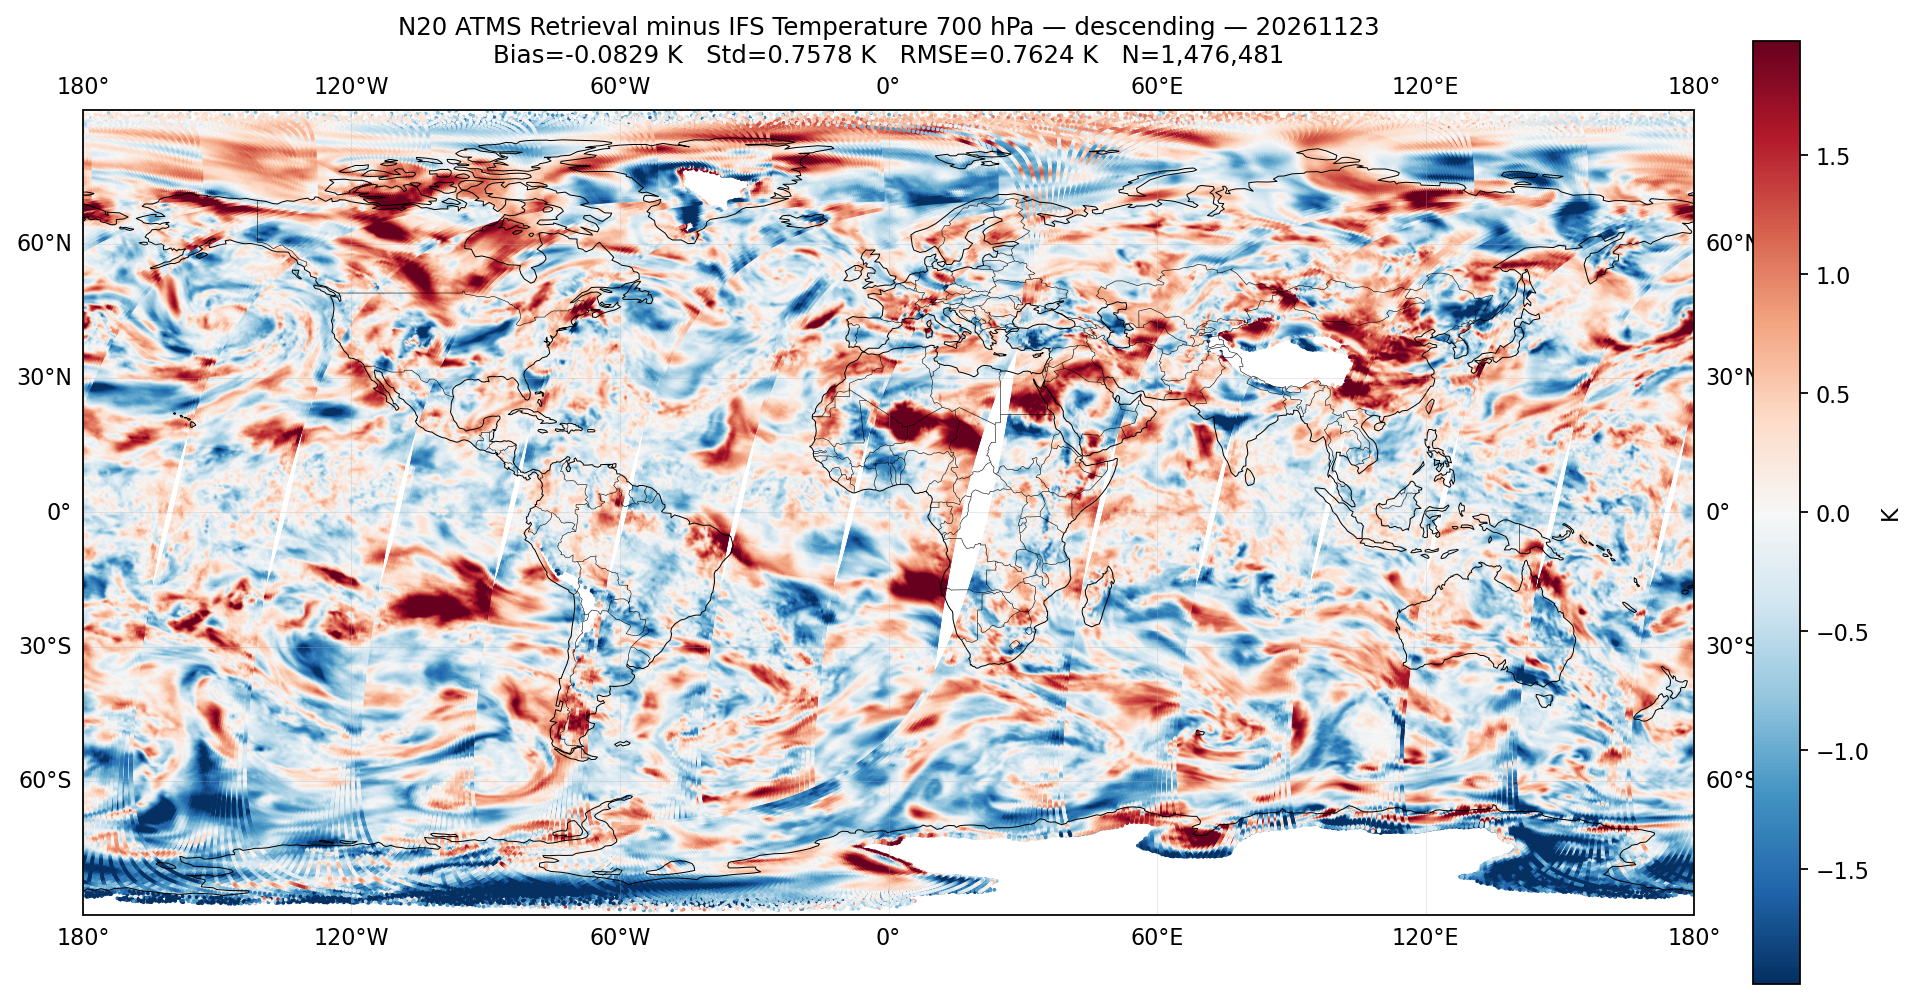 N20 ATMS Retrieval minus IFS Temperature 700 hPa — descending — 20261123
Bias=-0.0829 K   Std=0.7578 K   RMSE=0.7624 K   N=1,476,481
180° 120°W 60°W 0° 60°E 120°E 180°
60°N 60°N
30°N 30°N
0° 0°
30°S 30°S
60°S 60°S
180° 120°W 60°W 0° 60°E 120°E 180°
1.5
1.0
0.5
0.0
−0.5
−1.0
−1.5
K